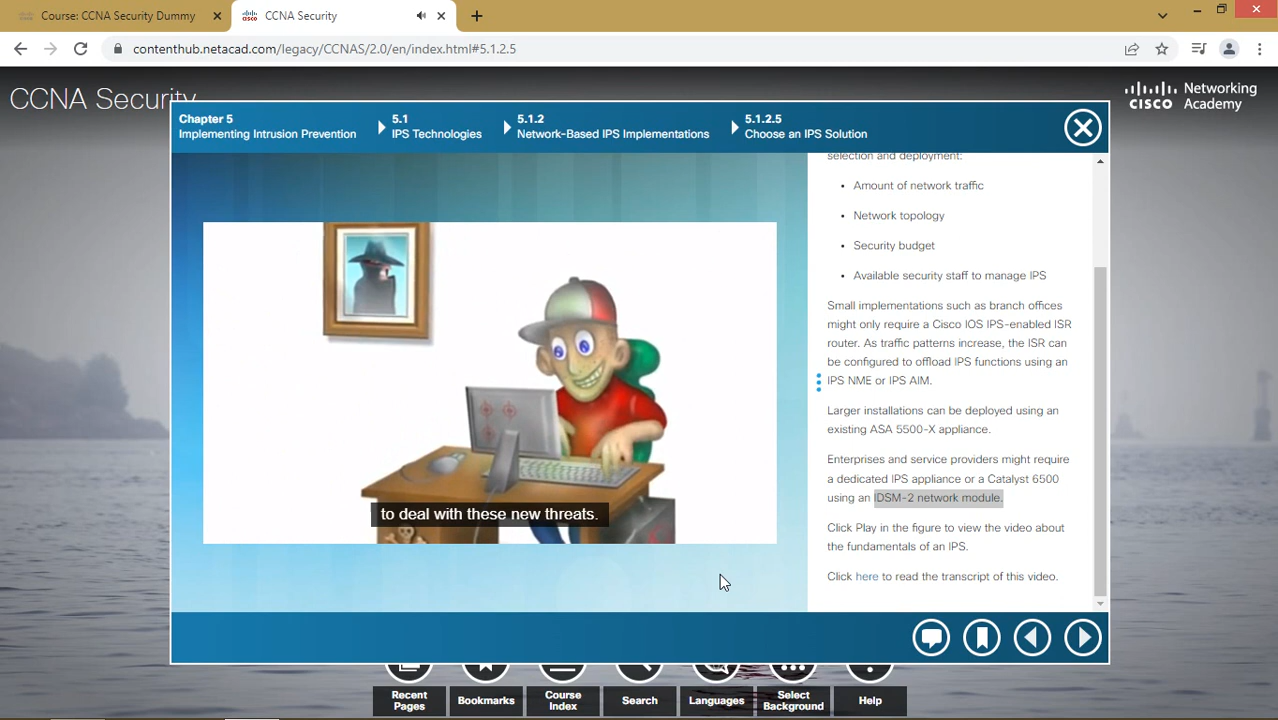 Course: CCNA Security Dummy
CCNA Security
contenthub.netacad.com/legacy/CCNAS/2.0/en/index.html#5.1.2.5
CCNA Security
Networking
CISCO Academy
Chapter 5
Implementing Intrusion Prevention
5.1
IPS Technologies
5.1.2
Network-Based IPS Implementations
5.1.2.5
Choose an IPS Solution
selection and deployment:
• Amount of network traffic
• Network topology
• Security budget
• Available security staff to manage IPS
Small implementations such as branch offices
might only require a Cisco IOS IPS-enabled ISR
router. As traffic patterns increase, the ISR can
be configured to offload IPS functions using an
IPS NME or IPS AIM.
Larger installations can be deployed using an
existing ASA 5500-X appliance.
Enterprises and service providers might require
a dedicated IPS appliance or a Catalyst 6500
using an IDSM-2 network module.
Click Play in the figure to view the video about
the fundamentals of an IPS.
Click here to read the transcript of this video.
to deal with these new threats.
Recent
Pages
Bookmarks
Course
Index
Search
Languages
Select
Background
Help